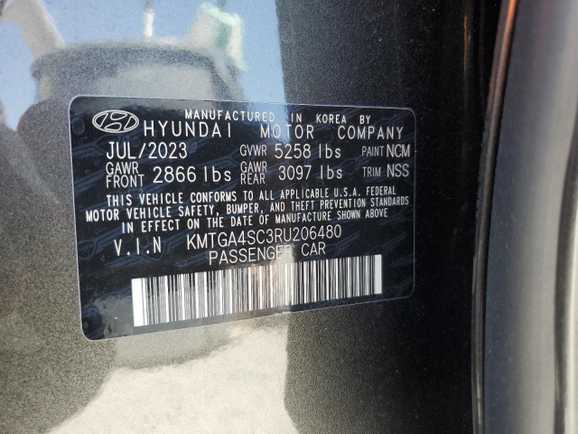 MANUFACTURED IN KOREA BY
HYUNDAI MOTOR COMPANY
JUL/2023 GVWR 5258 lbs PAINT NCM
GAWR FRONT 2866 lbs GAWR REAR 3097 lbs TRIM NSS
THIS VEHICLE CONFORMS TO ALL APPLICABLE U.S.A. FEDERAL
MOTOR VEHICLE SAFETY, BUMPER, AND THEFT PREVENTION STANDARDS
IN EFFECT ON THE DATE OF MANUFACTURE SHOWN ABOVE.
V.I.N KMTGA4SC3RU206480
PASSENGER CAR